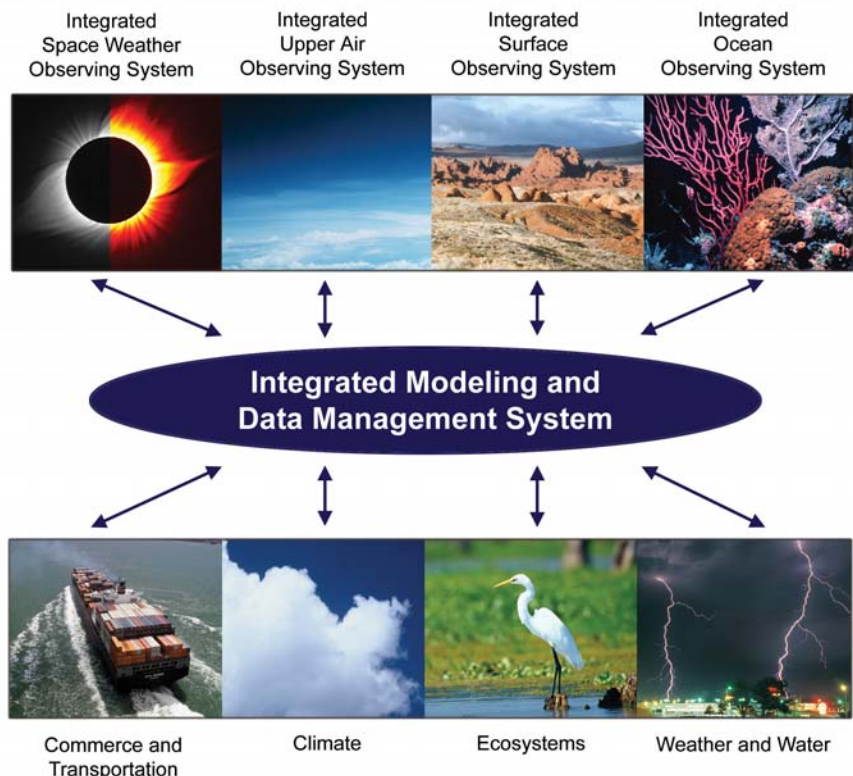 Integrated
Space Weather
Observing System
Integrated
Upper Air
Observing System
Integrated
Surface
Observing System
Integrated
Ocean
Observing System
Integrated Modeling and
Data Management System
Commerce and
Transportation
Climate
Ecosystems
Weather and Water